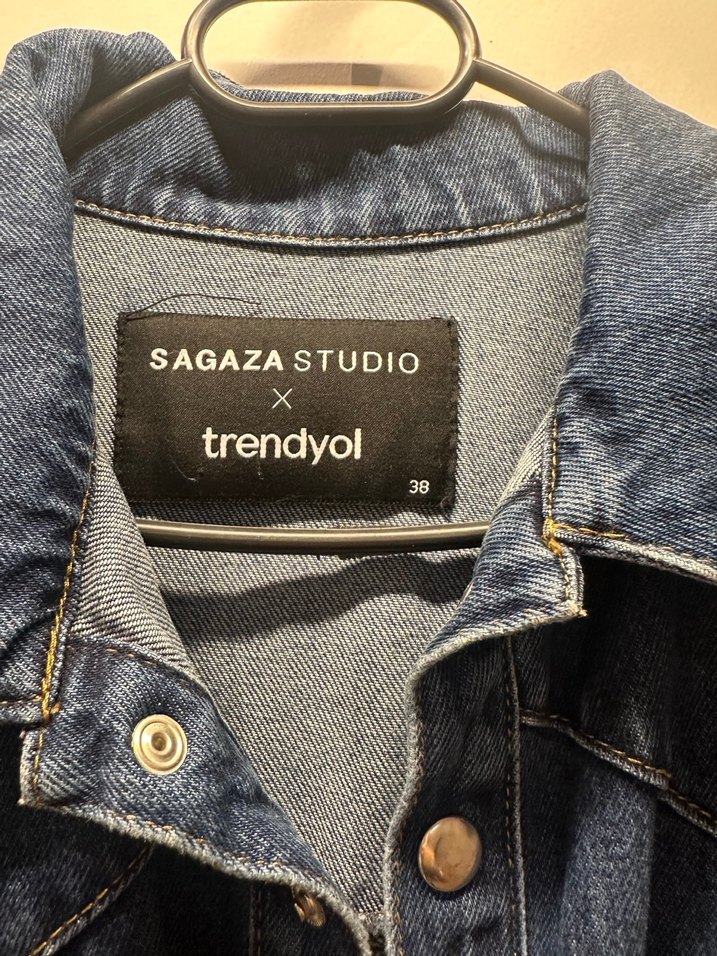 SAGAZA STUDIO
×
trendyol
38